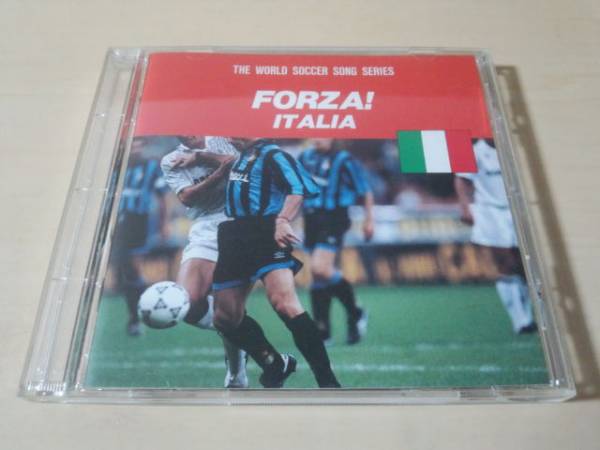 THE WORLD SOCCER SONG SERIES
FORZA!
ITALIA